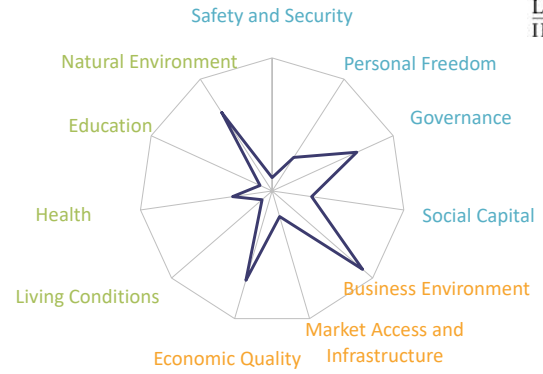 Safety and Security
Natural Environment
Personal Freedom
Education
Governance
Health
Social Capital
Living Conditions
Business Environment
Market Access and
Infrastructure
Economic Quality